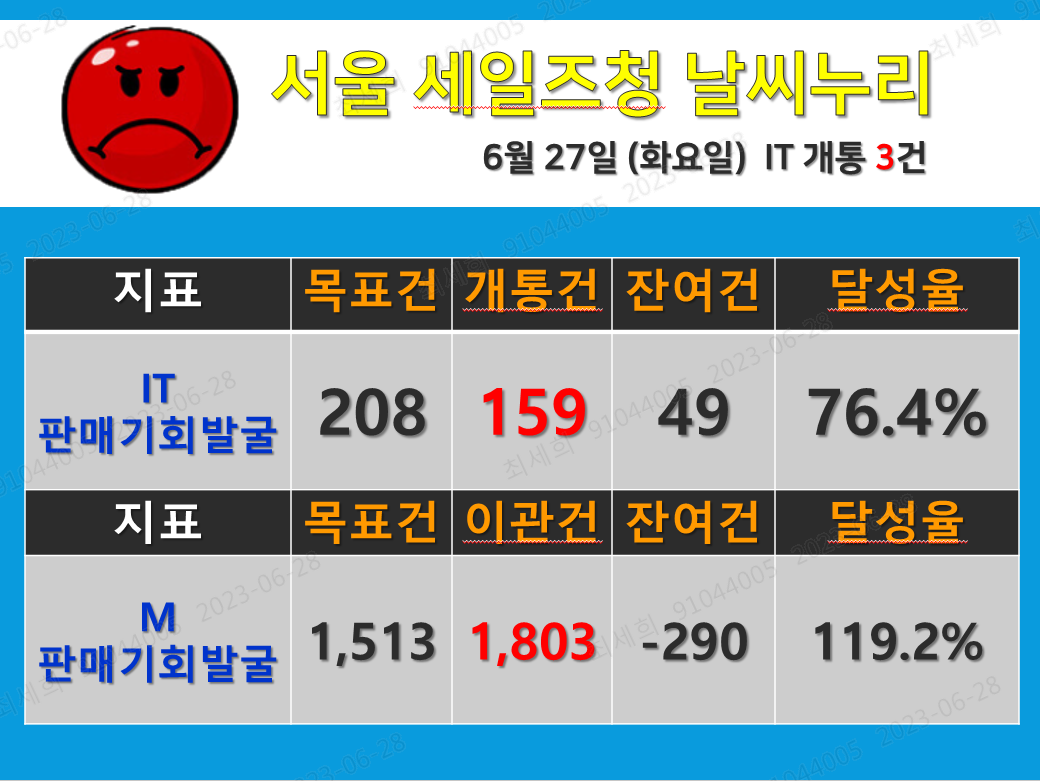 서울 세일즈청 날씨누리
6월 27일 (화요일) IT 개통 3건
지표 목표건 개통건 잔여건 달성율
IT
판매기회발굴 208 159 49 76.4%
지표 목표건 이관건 잔여건 달성율
M
판매기회발굴 1,513 1,803 -290 119.2%
최세희 91044005 2023-06-28